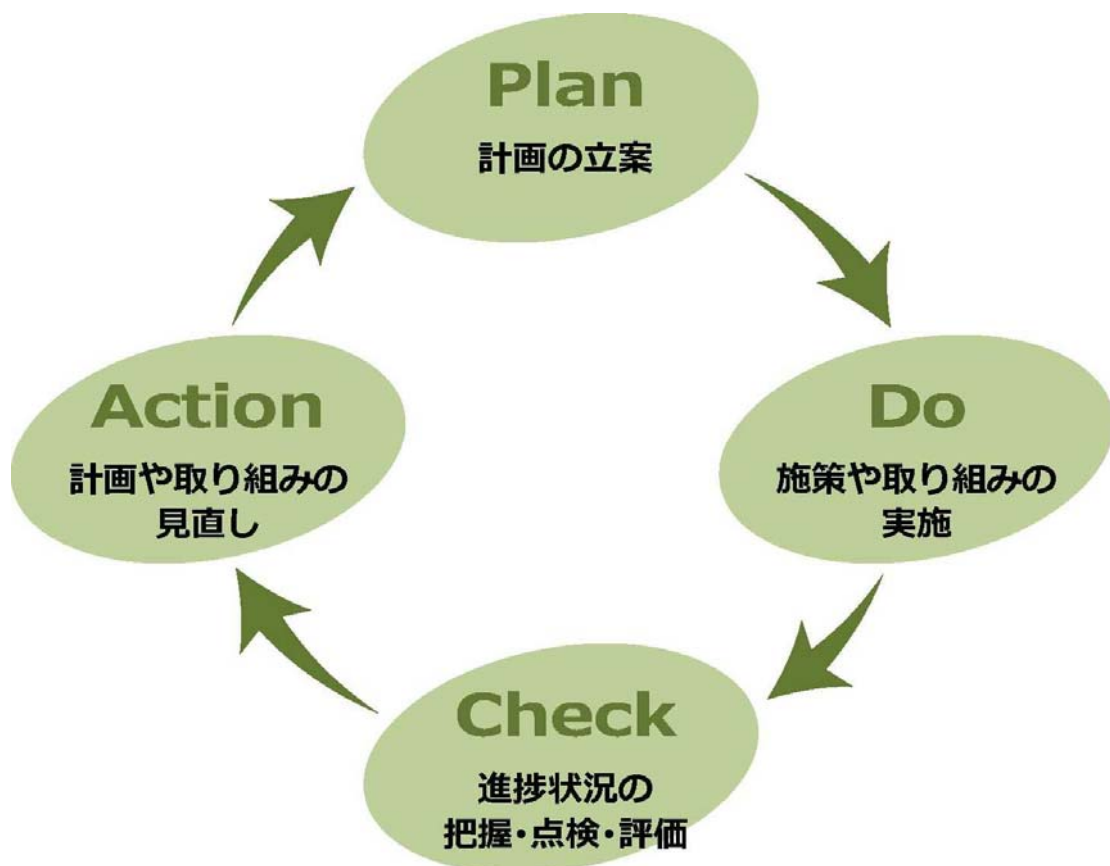 Plan
計画の立案
Do
施策や取り組みの
実施
Check
進捗状況の
把握・点検・評価
Action
計画や取り組みの
見直し